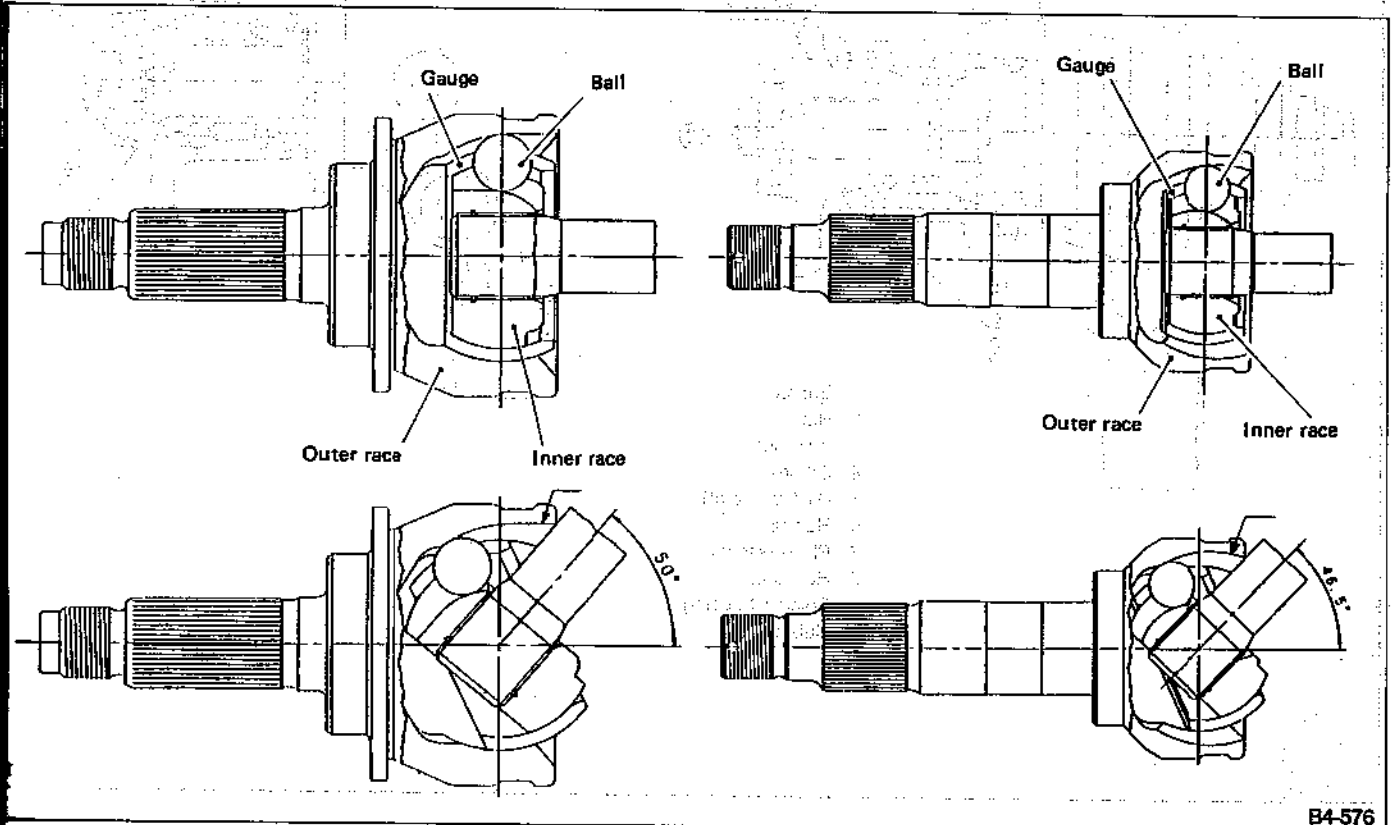 Gauge
Ball
Outer race
Inner race
Gauge
Ball
Outer race
Inner race
50°
46.5°
B4-576